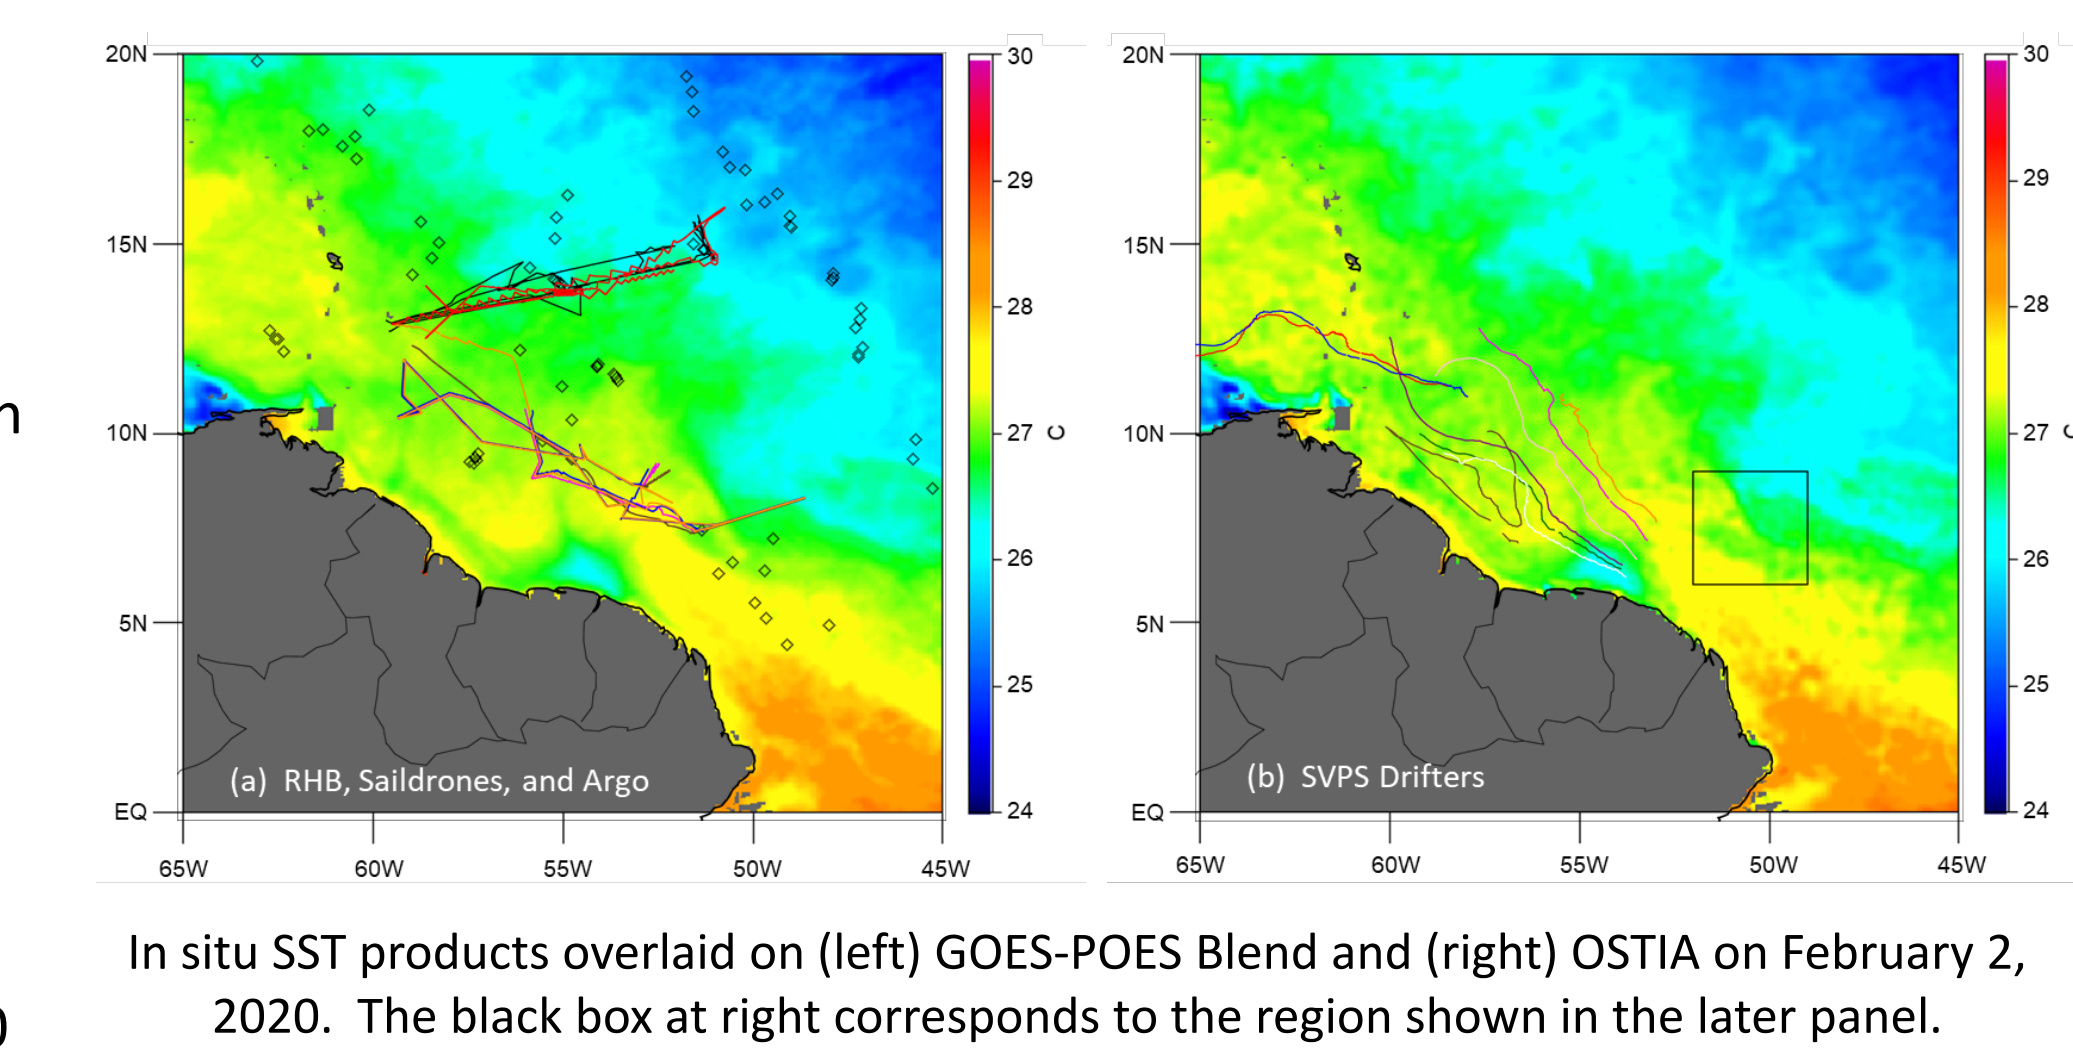 20N
15N
10N
5N
EQ
65W
60W
55W
50W
45W
30
29
28
27
26
25
24
C
(a) RHB, Saildrones, and Argo
20N
15N
10N
5N
EQ
65W
60W
55W
50W
45W
30
29
28
27
26
25
24
(b) SVPS Drifters
In situ SST products overlaid on (left) GOES-POES Blend and (right) OSTIA on February 2,
2020. The black box at right corresponds to the region shown in the later panel.